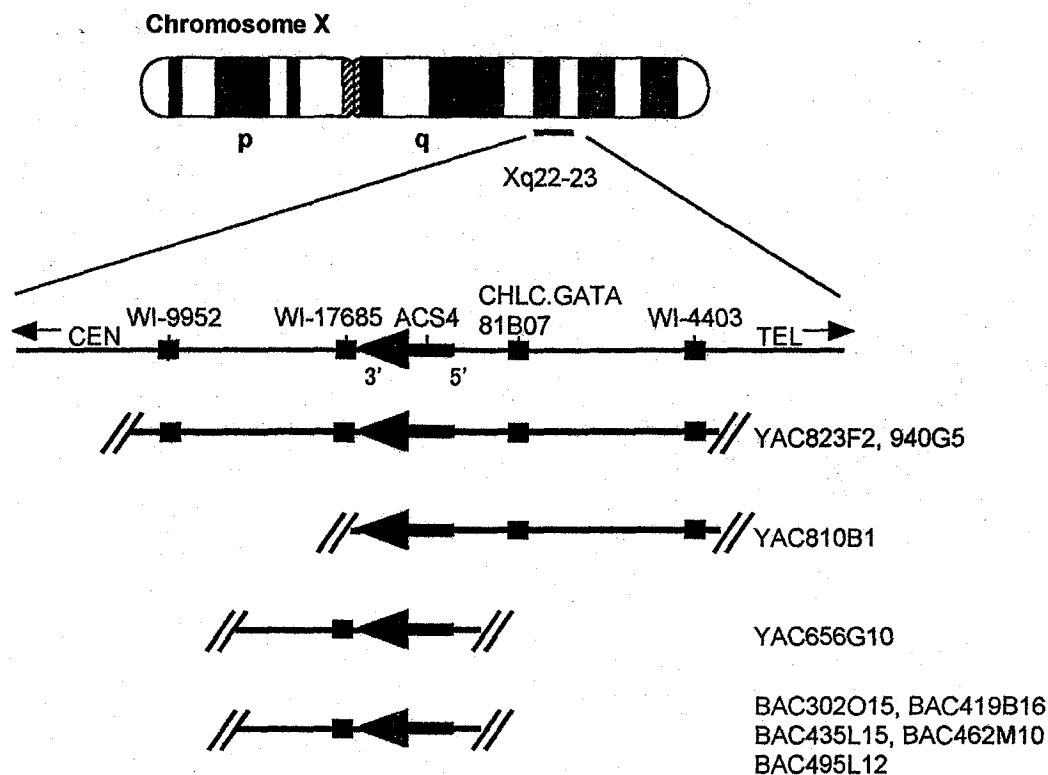 Chromosome X
p
q
Xq22-23
CHLC.GATA
WI-9952
WI-17685
ACS4
81B07
WI-4403
CEN
TEL
3'
5'
YAC823F2, 940G5
YAC810B1
YAC656G10
BAC302O15, BAC419B16
BAC435L15, BAC462M10
BAC495L12